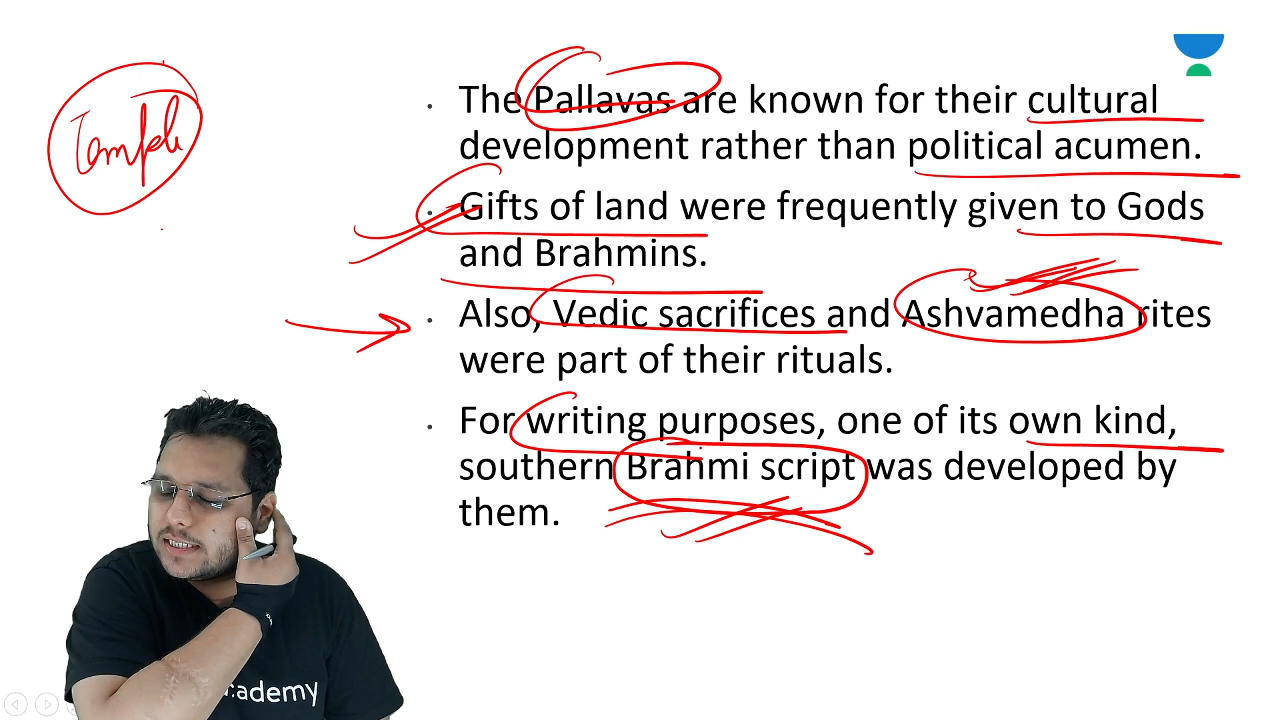 Temple
The Pallavas are known for their cultural
development rather than political acumen.
Gifts of land were frequently given to Gods
and Brahmins.
Also, Vedic sacrifices and Ashvamedha rites
were part of their rituals.
For writing purposes, one of its own kind,
southern Brahmi script was developed by
them.
cademy